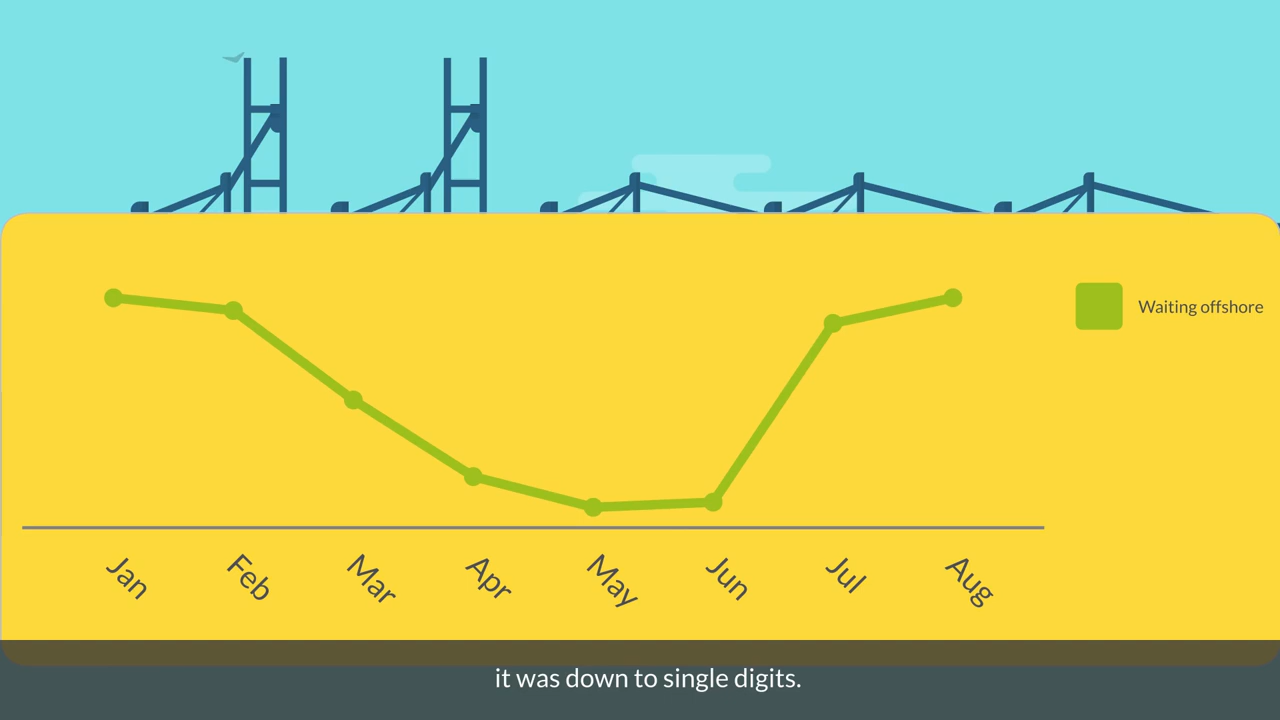 Waiting offshore
Jan
Feb
Mar
Apr
May
Jun
Jul
Aug
it was down to single digits.